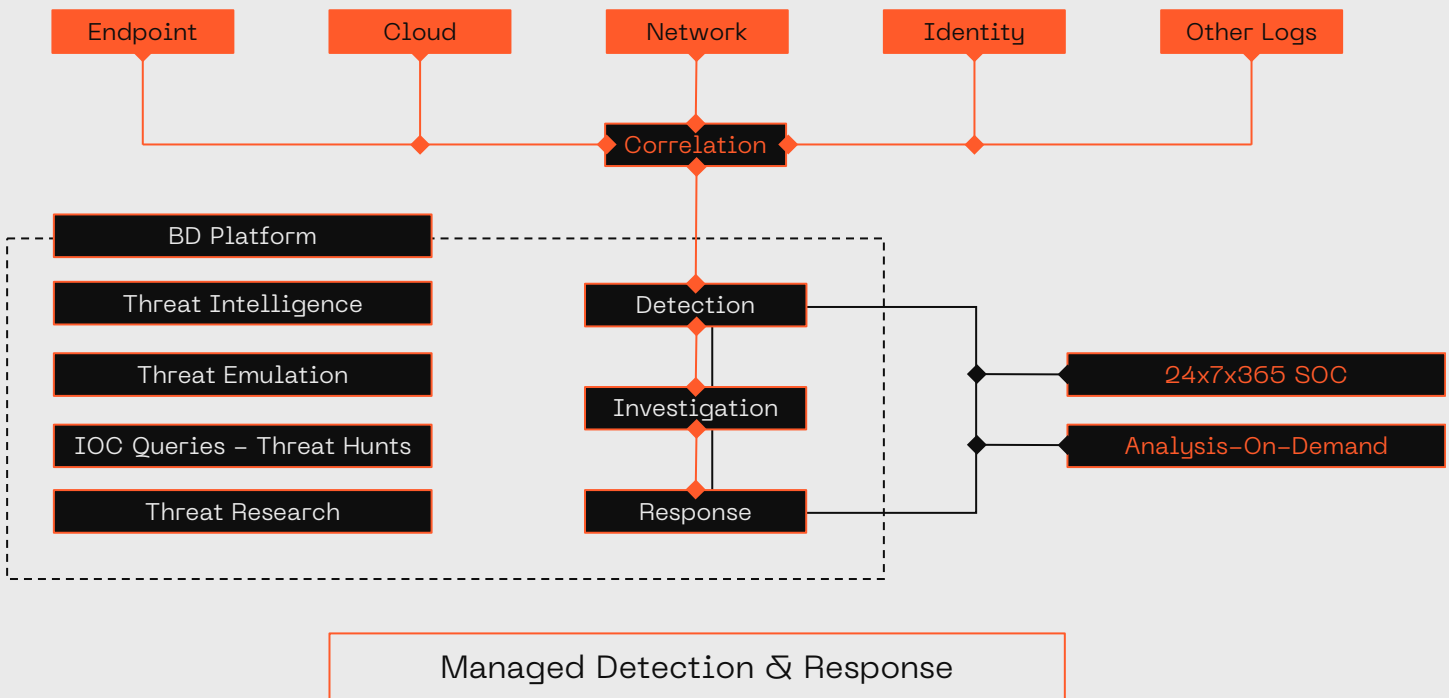 Endpoint
Cloud
Network
Identity
Other Logs
Correlation
BD Platform
Threat Intelligence
Threat Emulation
IOC Queries – Threat Hunts
Threat Research
Detection
Investigation
Response
24x7x365 SOC
Analysis-On-Demand
Managed Detection & Response